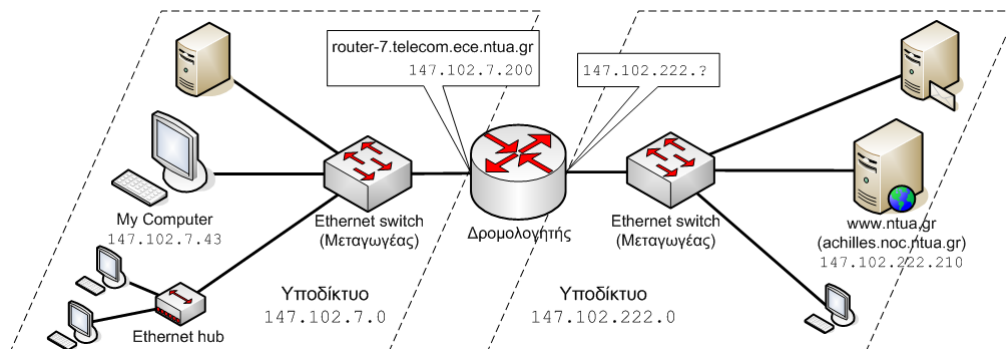 router-7.telecom.ece.ntua.gr
147.102.7.200
147.102.222.?
My Computer
147.102.7.43
Ethernet switch
(Μεταγωγέας)
Δρομολογητής
Ethernet switch
(Μεταγωγέας)
www.ntua.gr
(achilles.noc.ntua.gr)
147.102.222.210
Ethernet hub
Υποδίκτυο
147.102.7.0
Υποδίκτυο
147.102.222.0